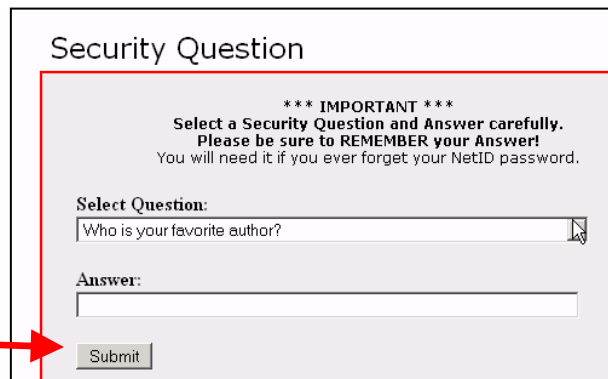 Security Question
*** IMPORTANT ***
Select a Security Question and Answer carefully.
Please be sure to REMEMBER your Answer!
You will need it if you ever forget your NetID password.
Select Question:
Who is your favorite author?
Answer:
Submit